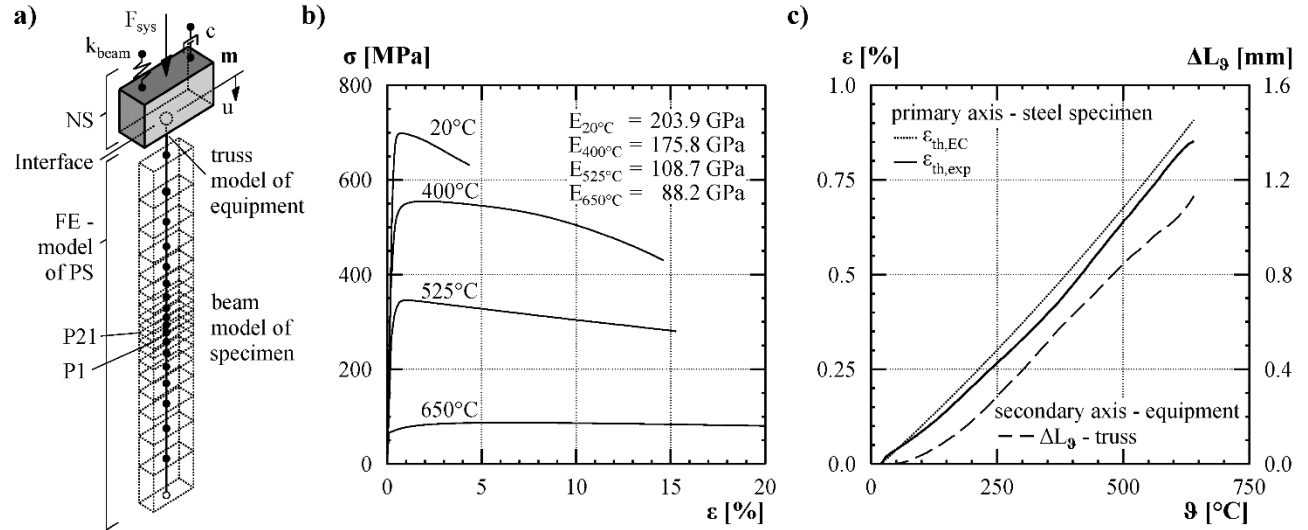 a)
F_sys
c
k_beam
m
u
NS
Interface
truss
model of
equipment
FE -
model
of PS
beam
model of
specimen
P21
P1
b)
σ [MPa]
800
600
400
200
0
0
5
10
15
20
ε [%]
20°C
400°C
525°C
650°C
E_20°C = 203.9 GPa
E_400°C = 175.8 GPa
E_525°C = 108.7 GPa
E_650°C = 88.2 GPa
c)
ε [%]
ΔL_ϑ [mm]
1.0
0.75
0.5
0.25
0.0
1.6
1.2
0.8
0.4
0.0
primary axis - steel specimen
ε_th,EC
ε_th,exp
secondary axis - equipment
ΔL_ϑ - truss
0
250
500
750
ϑ [°C]